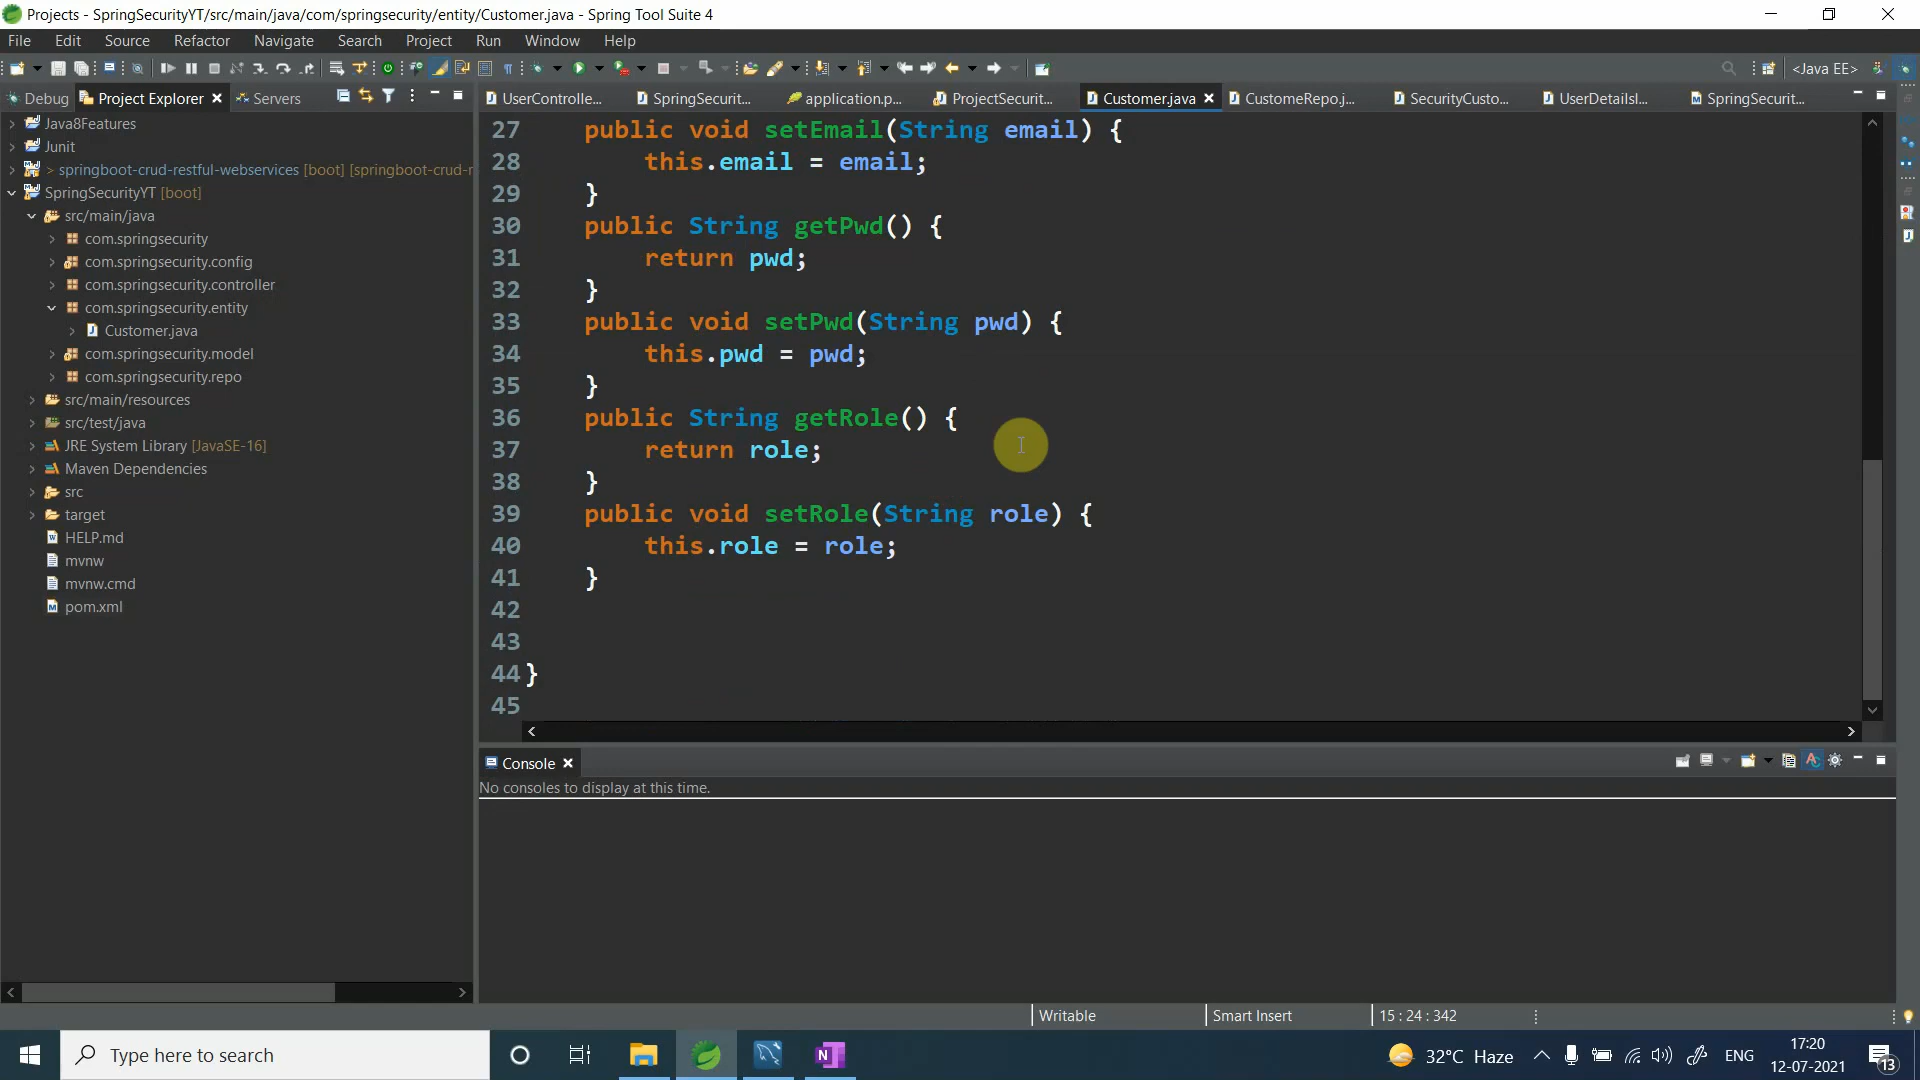 Projects - SpringSecurityYT/src/main/java/com/springsecurity/entity/Customer.java - Spring Tool Suite 4
File Edit Source Refactor Navigate Search Project Run Window Help
<Java EE>
Debug Project Explorer Servers
UserControlle... SpringSecurit... application.p... ProjectSecurit... Customer.java CustomeRepo.j... SecurityCusto... UserDetailsI... SpringSecurit...
Java8Features
Junit
> springboot-crud-restful-webservices [boot] [springboot-crud-r
SpringSecurityYT [boot]
src/main/java
com.springsecurity
com.springsecurity.config
com.springsecurity.controller
com.springsecurity.entity
Customer.java
com.springsecurity.model
com.springsecurity.repo
src/main/resources
src/test/java
JRE System Library [JavaSE-16]
Maven Dependencies
src
target
HELP.md
mvnw
mvnw.cmd
pom.xml
27 public void setEmail(String email) {
28 this.email = email;
29 }
30 public String getPwd() {
31 return pwd;
32 }
33 public void setPwd(String pwd) {
34 this.pwd = pwd;
35 }
36 public String getRole() {
37 return role;
38 }
39 public void setRole(String role) {
40 this.role = role;
41 }
42
43
44 }
45
Console
No consoles to display at this time.
Writable Smart Insert 15 : 24 : 342
Type here to search
32°C Haze ENG 17:20
12-07-2021
13